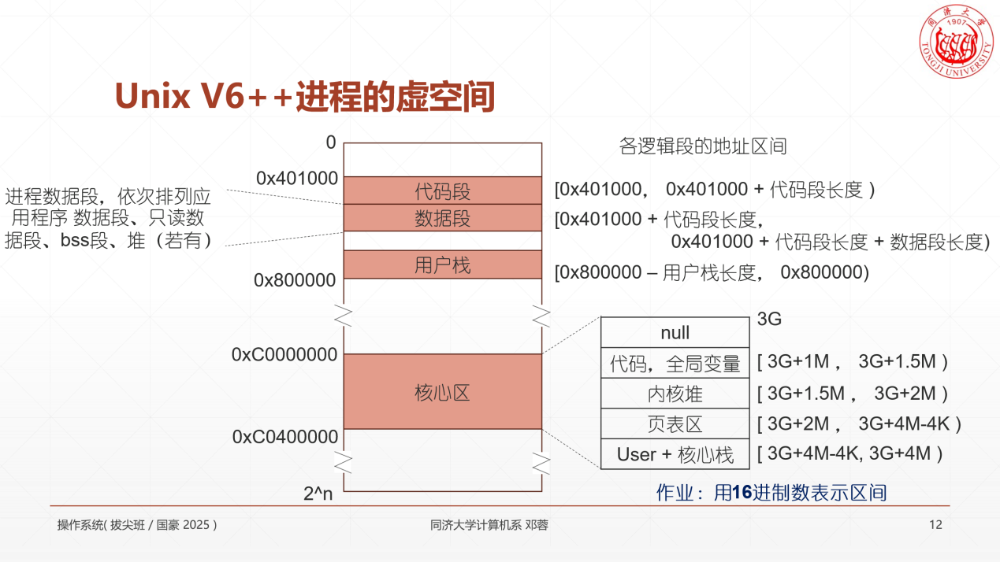 同济大学
1907
TONGJI UNIVERSITY
Unix V6++进程的虚空间
0
各逻辑段的地址区间
0x401000
代码段
[0x401000， 0x401000 + 代码段长度 )
进程数据段，依次排列应
用程序 数据段、只读数
据段、bss段、堆（若有）
数据段
[0x401000 + 代码段长度，
0x401000 + 代码段长度 + 数据段长度)
用户栈
[0x800000 – 用户栈长度， 0x800000)
0x800000
3G
null
0xC0000000
代码，全局变量
[ 3G+1M ， 3G+1.5M )
核心区
内核堆
[ 3G+1.5M ， 3G+2M )
页表区
[ 3G+2M ， 3G+4M-4K )
0xC0400000
User + 核心栈
[ 3G+4M-4K, 3G+4M )
2^n
作业：用16进制数表示区间
操作系统( 拔尖班 / 国豪 2025 )
同济大学计算机系 邓蓉
12